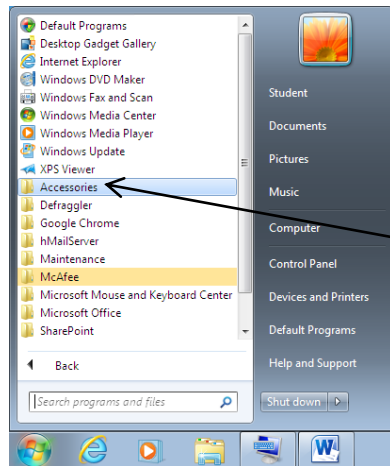 Default Programs
Desktop Gadget Gallery
Internet Explorer
Windows DVD Maker
Windows Fax and Scan
Windows Media Center
Windows Media Player
Windows Update
XPS Viewer
Accessories
Defraggler
Google Chrome
hMailServer
Maintenance
McAfee
Microsoft Mouse and Keyboard Center
Microsoft Office
SharePoint
Back
Search programs and files
Student
Documents
Pictures
Music
Computer
Control Panel
Devices and Printers
Default Programs
Help and Support
Shut down
W